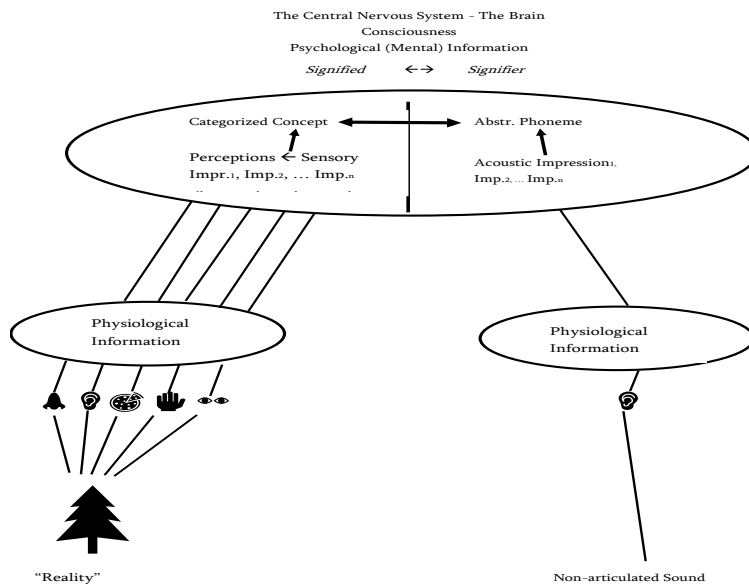 The Central Nervous System - The Brain
Consciousness
Psychological (Mental) Information
Signified ←→ Signifier
Categorized Concept
Abstr. Phoneme
Perceptions ← Sensory
Impr.1, Imp.2, … Imp.n
Acoustic Impression1,
Imp.2, … Imp.n
Physiological
Information
Physiological
Information
“Reality”
Non-articulated Sound